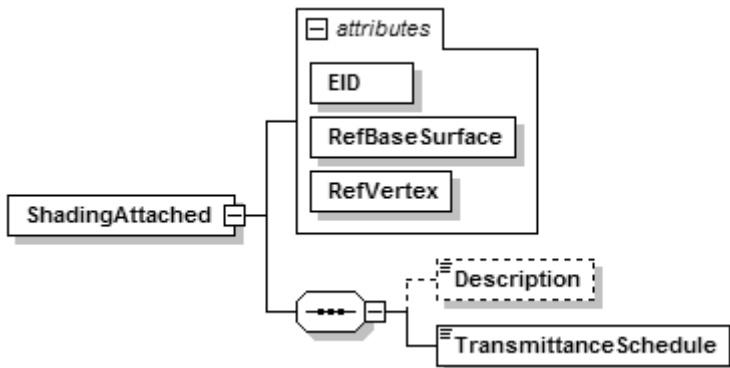 attributes
EID
RefBaseSurface
RefVertex
ShadingAttached
Description
TransmittanceSchedule